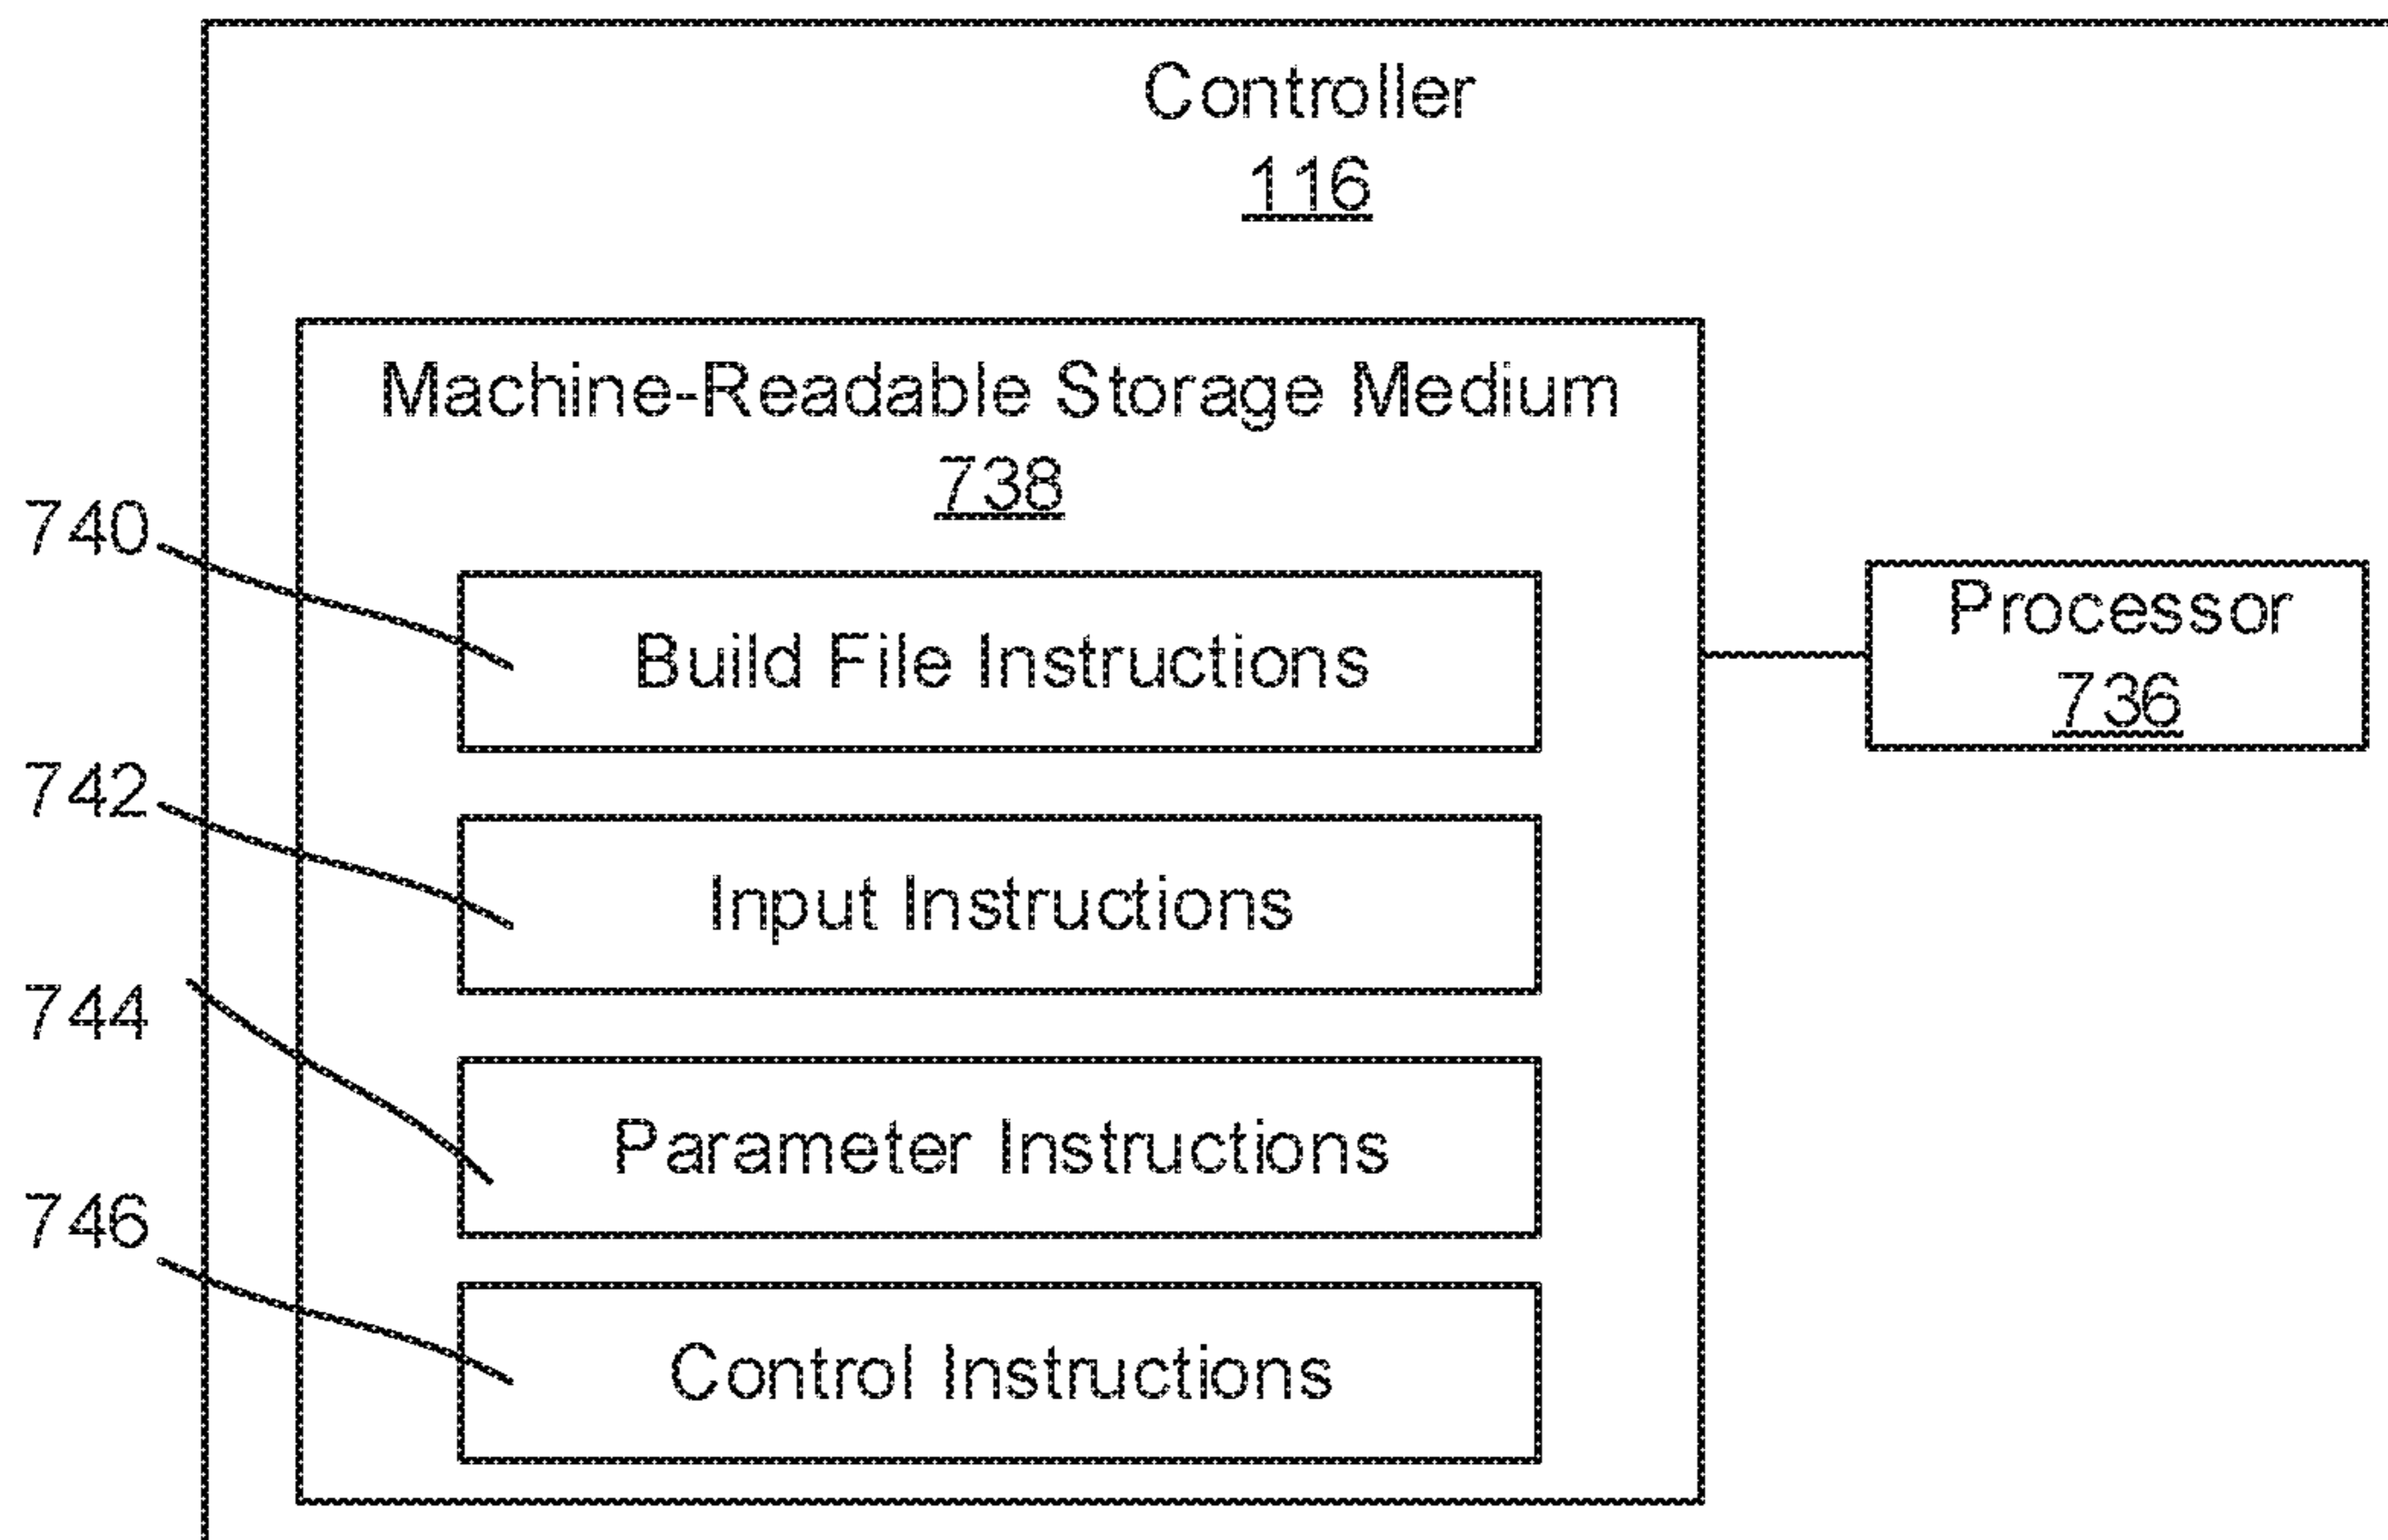 Controller
116
Machine-Readable Storage Medium
738
740
Build File Instructions
Processor
736
742
Input Instructions
744
Parameter Instructions
746
Control Instructions